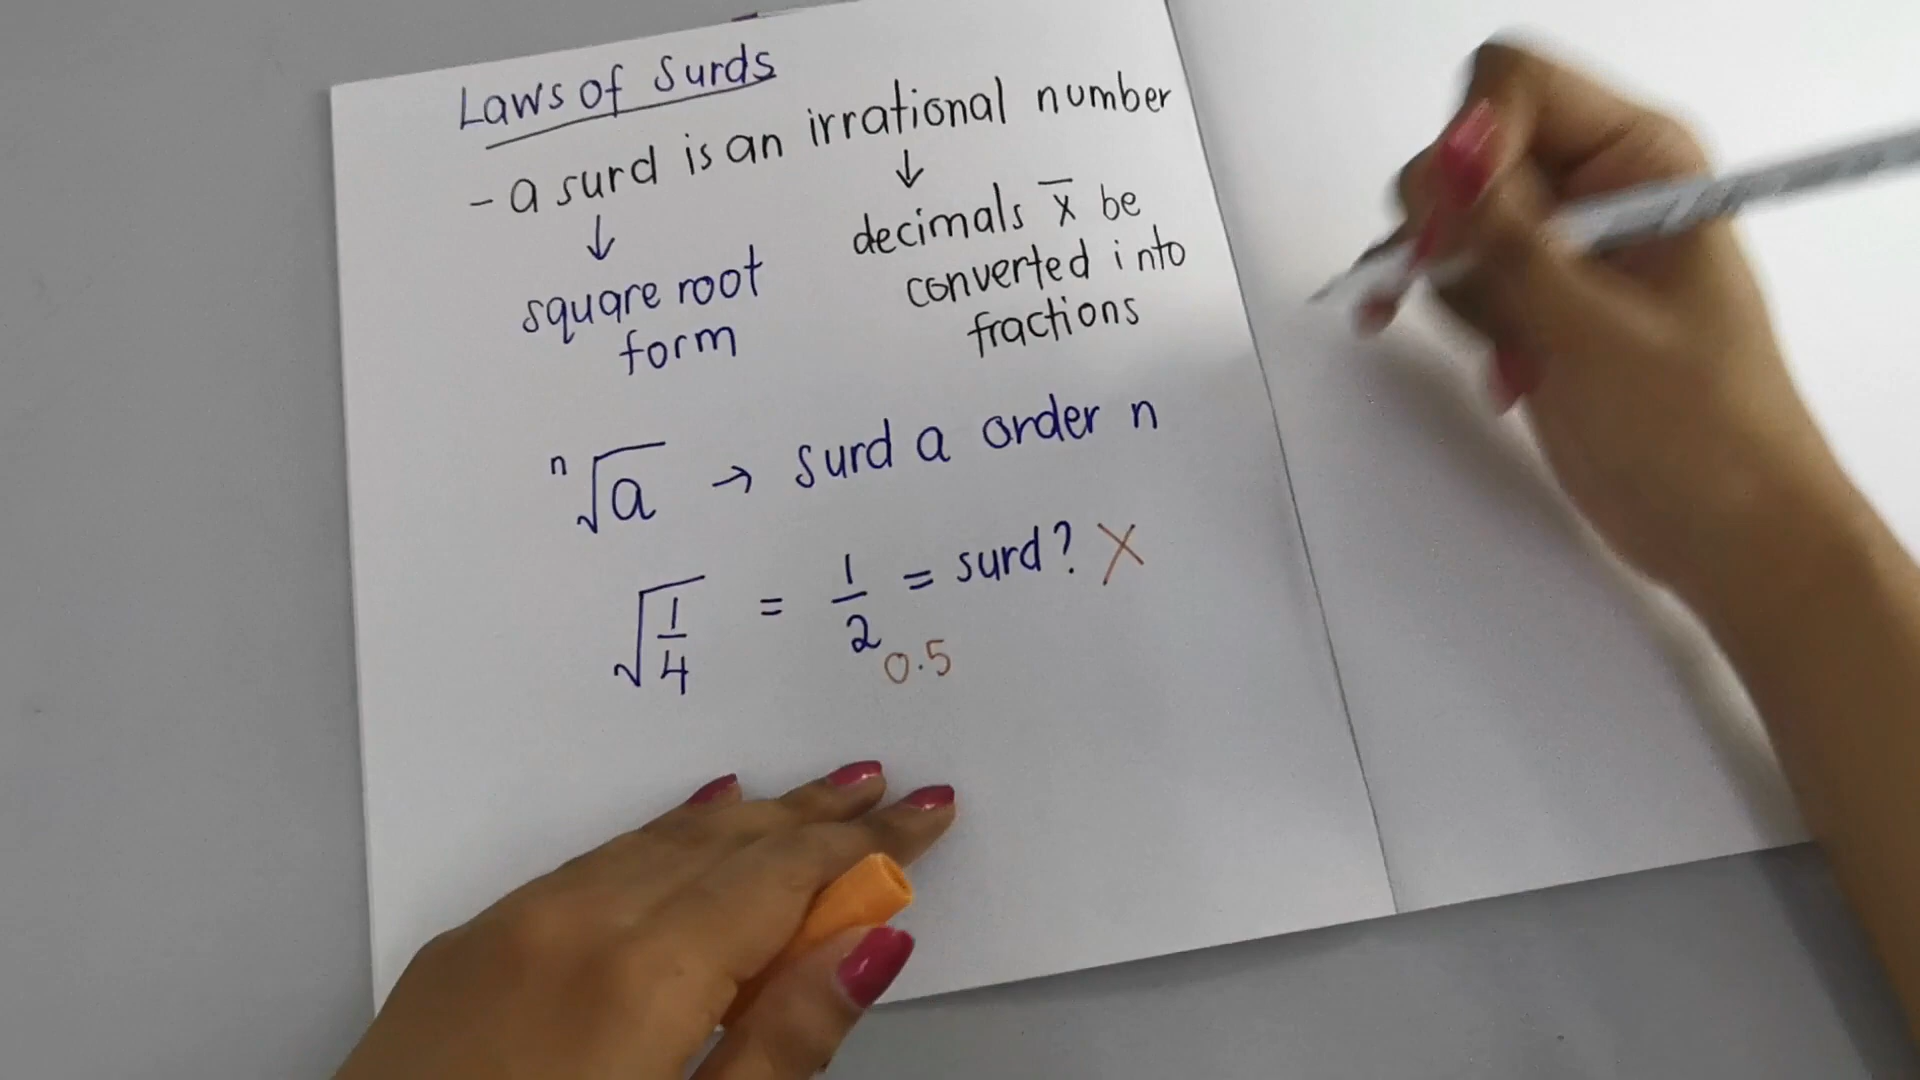 Laws of Surds
- a surd is an irrational number
↓ ↓
square root form
decimals x̅ be converted into fractions
ⁿ√a → surd a order n
√(1/4) = 1/2 = surd? X
0.5